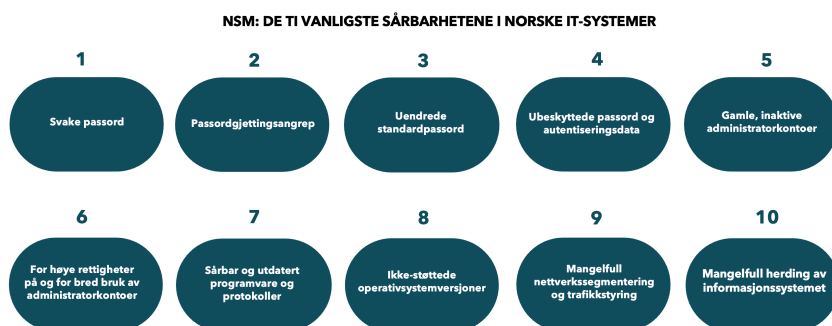 NSM: DE TI VANLIGSTE SÅRBARHETENE I NORSKE IT-SYSTEMER
1
Svake passord
2
Passordgjettingsangrep
3
Uendrede
standardpassord
4
Ubeskyttede passord og
autentiseringsdata
5
Gamle, inaktive
administratorkontoer
6
For høye rettigheter
på og for bred bruk av
administratorkontoer
7
Sårbar og utdatert
programvare og
protokoller
8
Ikke-støttede
operativsystemversjoner
9
Mangelfull
nettverkssegmentering
og trafikkstyring
10
Mangelfull herding av
informasjonssystemet